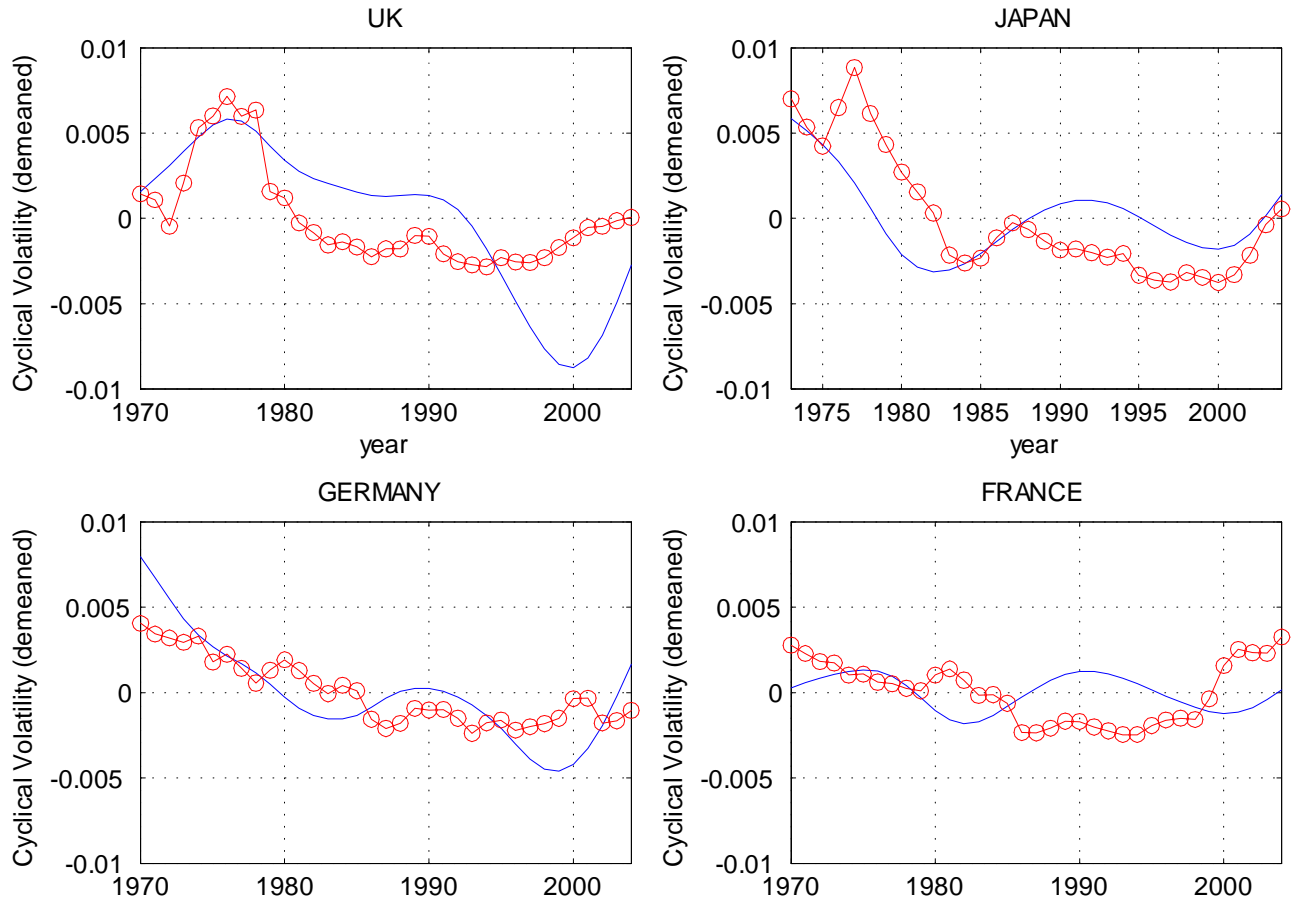 UK
0.01
0.005
0
-0.005
-0.01
Cyclical Volatility (demeaned)
1970 1980 1990 2000
year
JAPAN
0.01
0.005
0
-0.005
-0.01
Cyclical Volatility (demeaned)
1975 1980 1985 1990 1995 2000
year
GERMANY
0.01
0.005
0
-0.005
-0.01
Cyclical Volatility (demeaned)
1970 1980 1990 2000
FRANCE
0.01
0.005
0
-0.005
-0.01
Cyclical Volatility (demeaned)
1970 1980 1990 2000